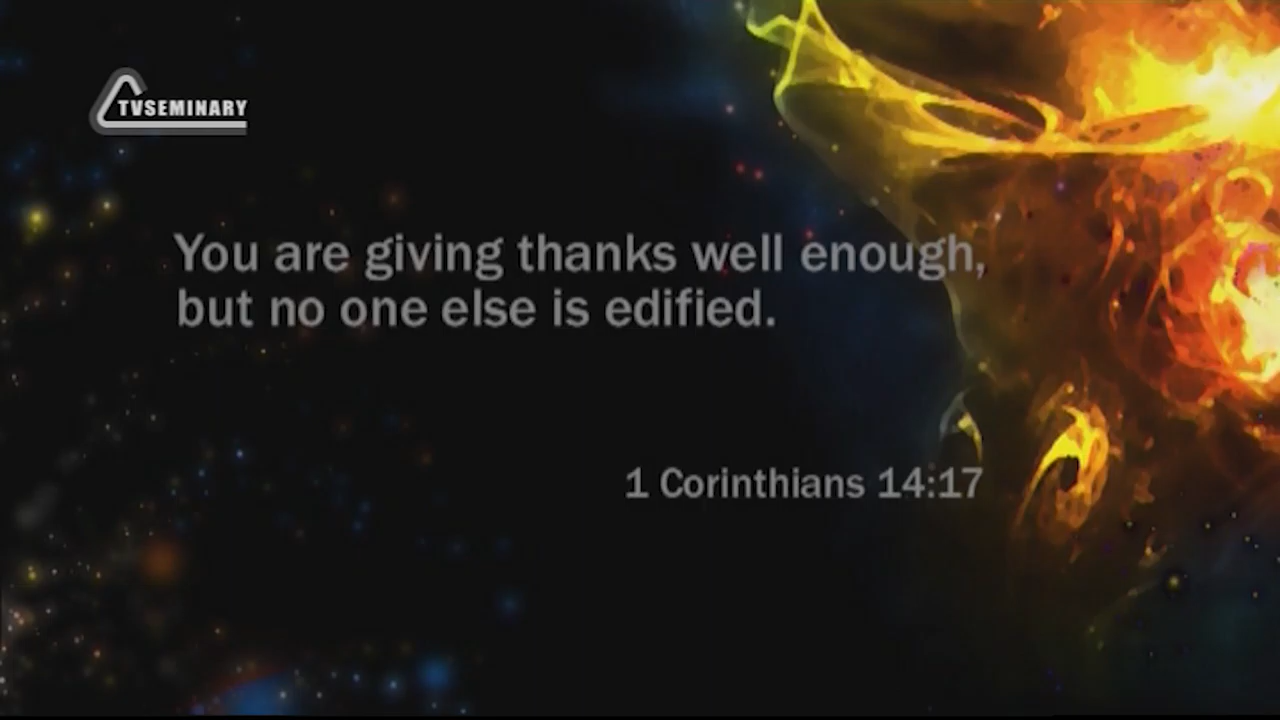 TVSEMINARY
You are giving thanks well enough,
but no one else is edified.
1 Corinthians 14:17